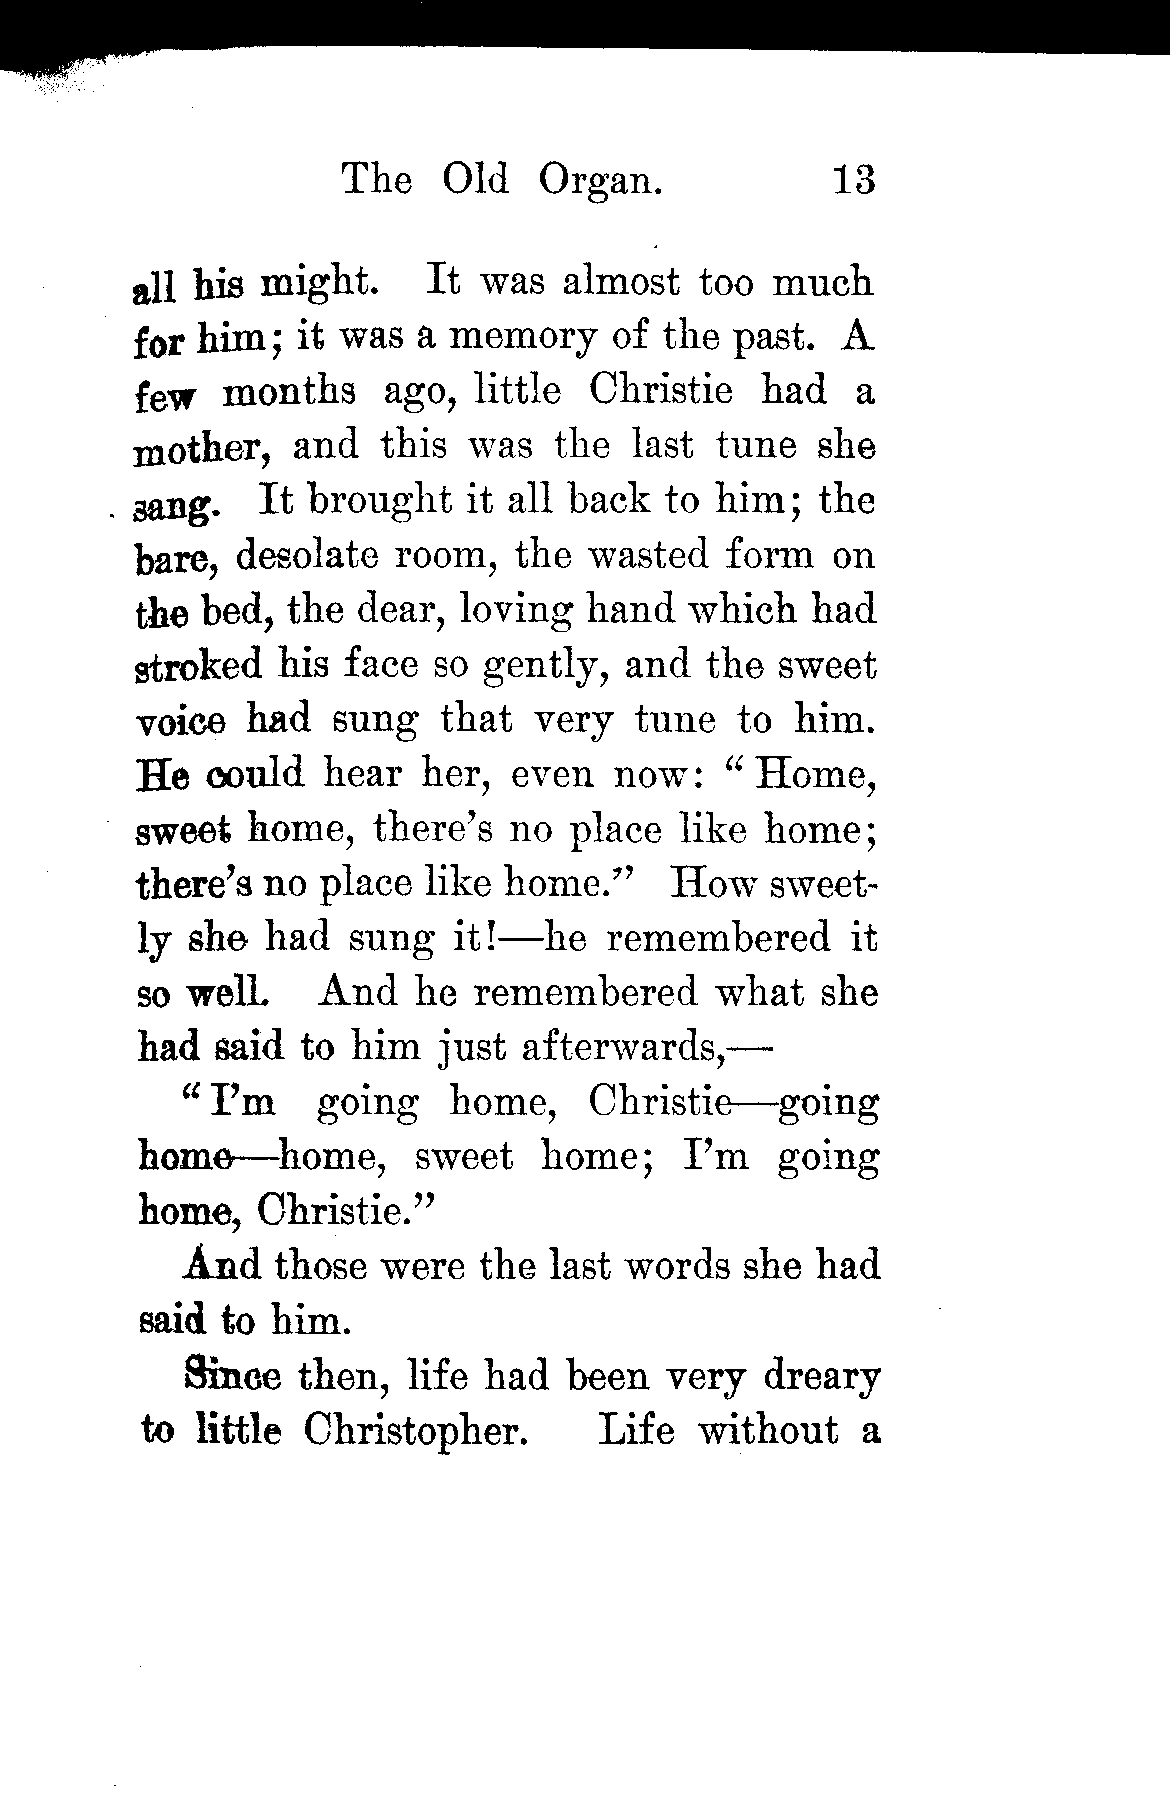 The Old Organ. 13
all his might. It was almost too much
for him; it was a memory of the past. A
few months ago, little Christie had a
mother, and this was the last tune she
sang. It brought it all back to him; the
bare, desolate room, the wasted form on
the bed, the dear, loving hand which had
stroked his face so gently, and the sweet
voice had sung that very tune to him.
He could hear her, even now: “Home,
sweet home, there’s no place like home;
there’s no place like home.” How sweet-
ly she had sung it!—he remembered it
so well. And he remembered what she
had said to him just afterwards,—
“I’m going home, Christie—going
home—home, sweet home; I’m going
home, Christie.”
And those were the last words she had
said to him.
Since then, life had been very dreary
to little Christopher. Life without a